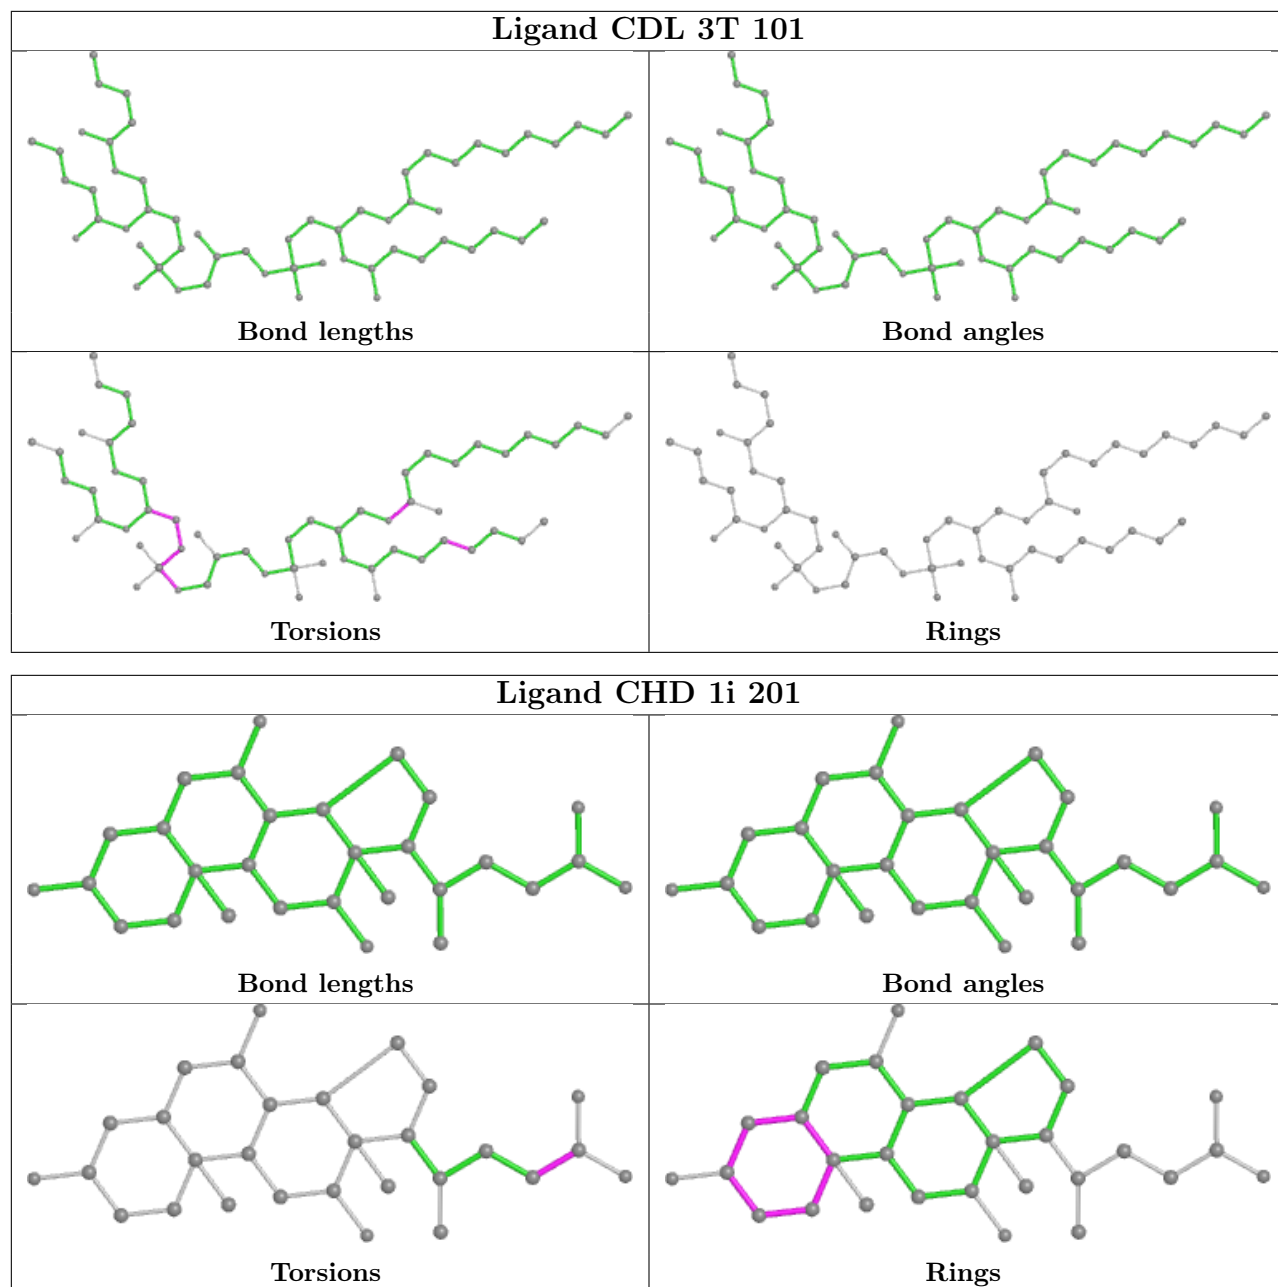 Ligand CDL 3T 101
Bond lengths
Bond angles
Torsions
Rings
Ligand CHD 1i 201
Bond lengths
Bond angles
Torsions
Rings